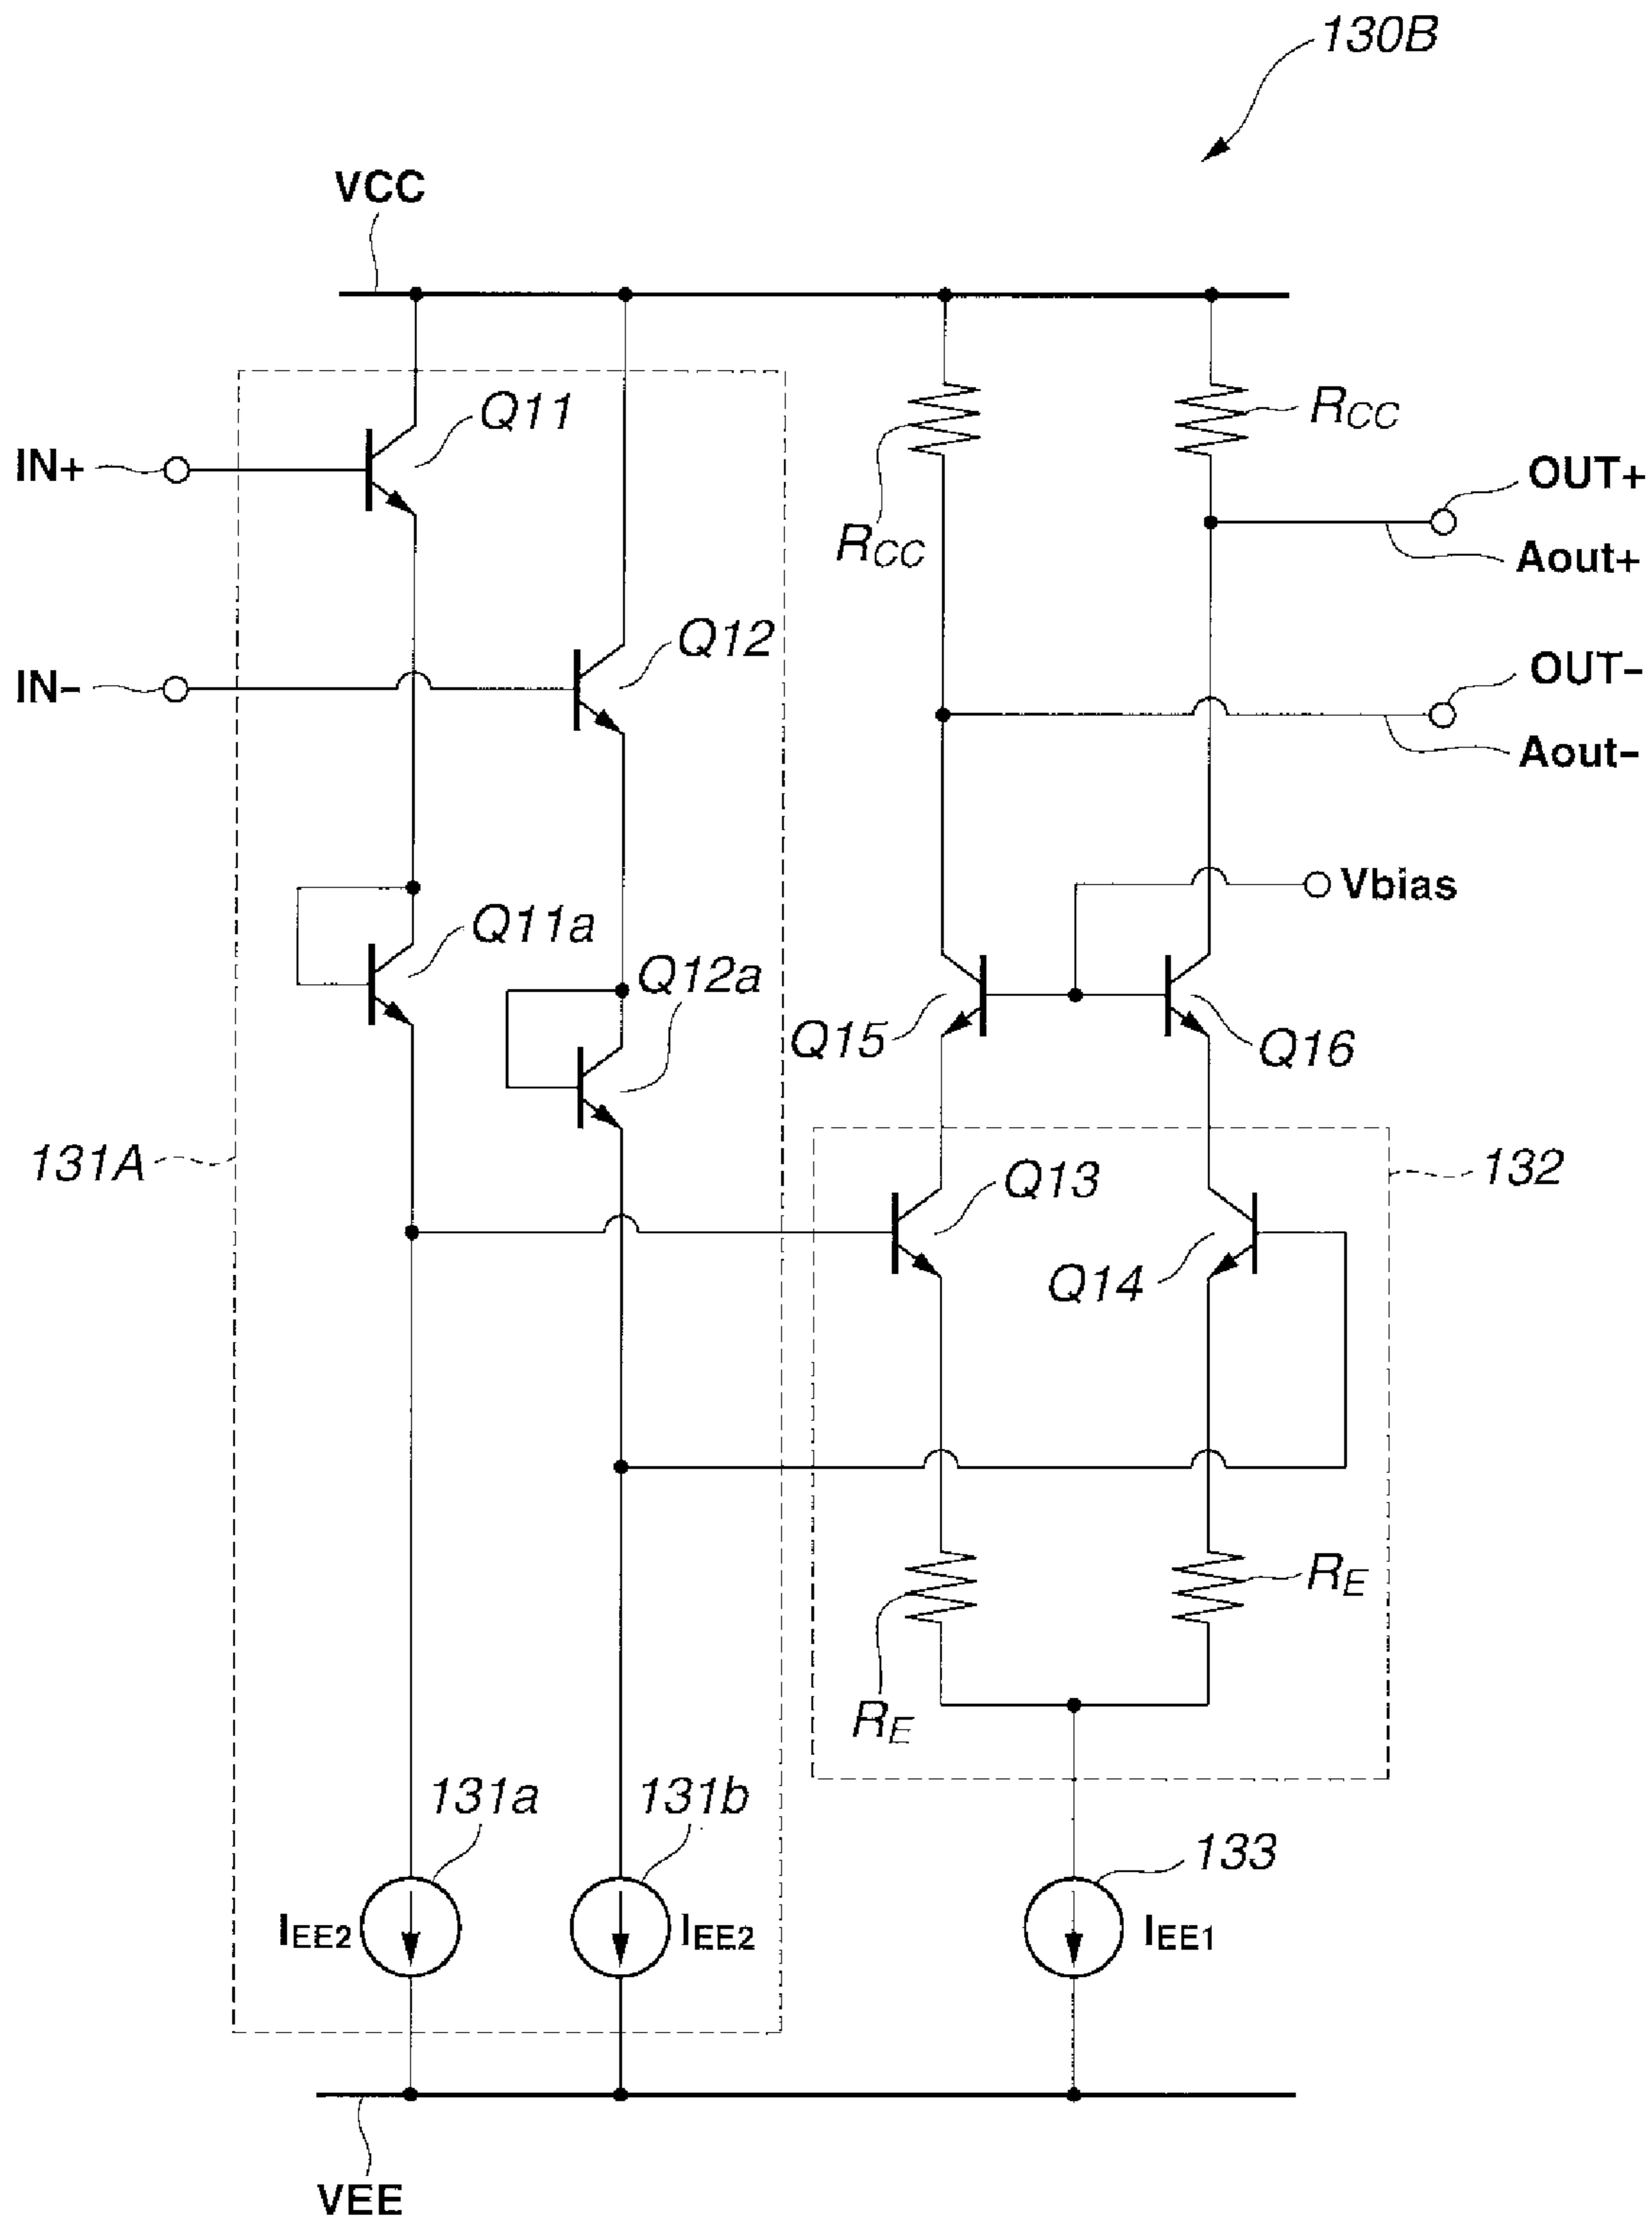 130B
VCC
Q11
RCC
IN+
OUT+
RCC
Aout+
Q12
IN-
OUT-
Aout-
Vbias
Q11a
Q12a
Q15
Q16
131A
Q13
132
Q14
RE
RE
131a
131b
133
IEE2
IEE2
IEE1
VEE